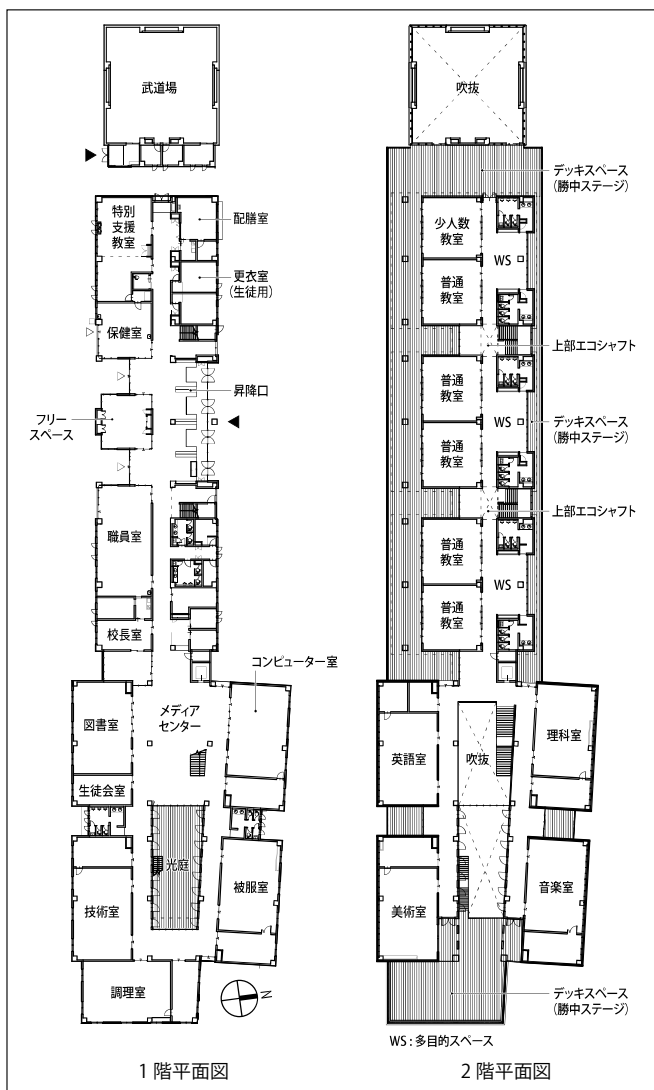 武道場
特別
支援
教室
配膳室
更衣室
(生徒用)
保健室
昇降口
フリー
スペース
職員室
校長室
コンピューター室
図書室
メディア
センター
生徒会室
光庭
技術室
被服室
調理室
N
1 階平面図
吹抜
デッキスペース
(勝中ステージ)
少人数
教室
WS
普通
教室
上部エコシャフト
普通
教室
WS
デッキスペース
(勝中ステージ)
普通
教室
上部エコシャフト
普通
教室
WS
普通
教室
英語室
吹抜
理科室
美術室
音楽室
デッキスペース
(勝中ステージ)
WS : 多目的スペース
2 階平面図